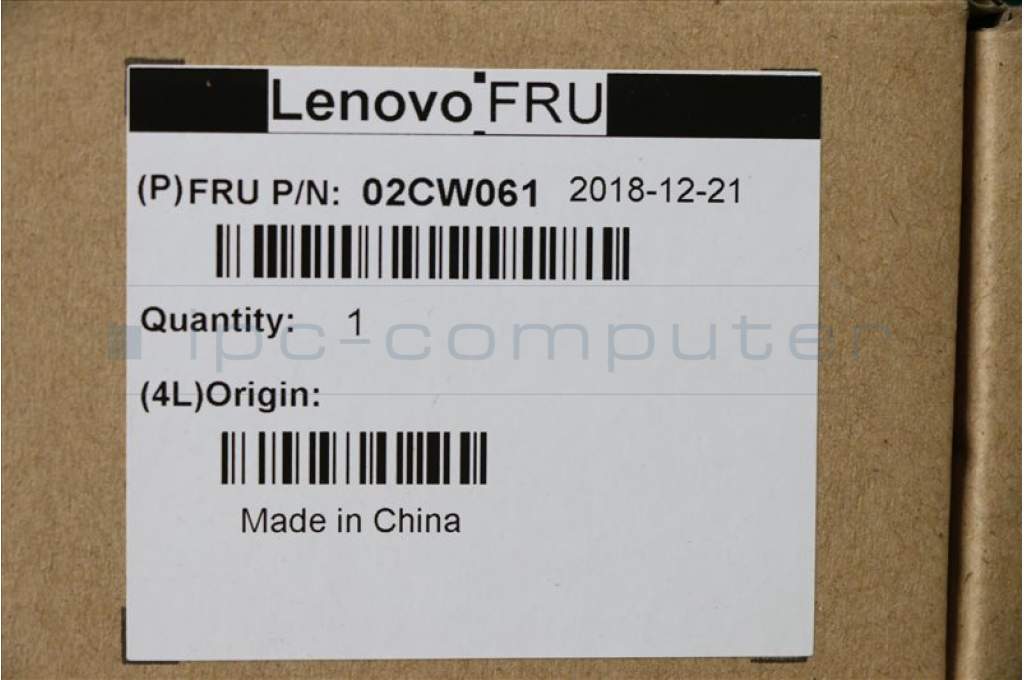 Lenovo FRU
(P)FRU P/N: 02CW061 2018-12-21
Quantity: 1
ipc-computer
(4L)Origin:
Made in China